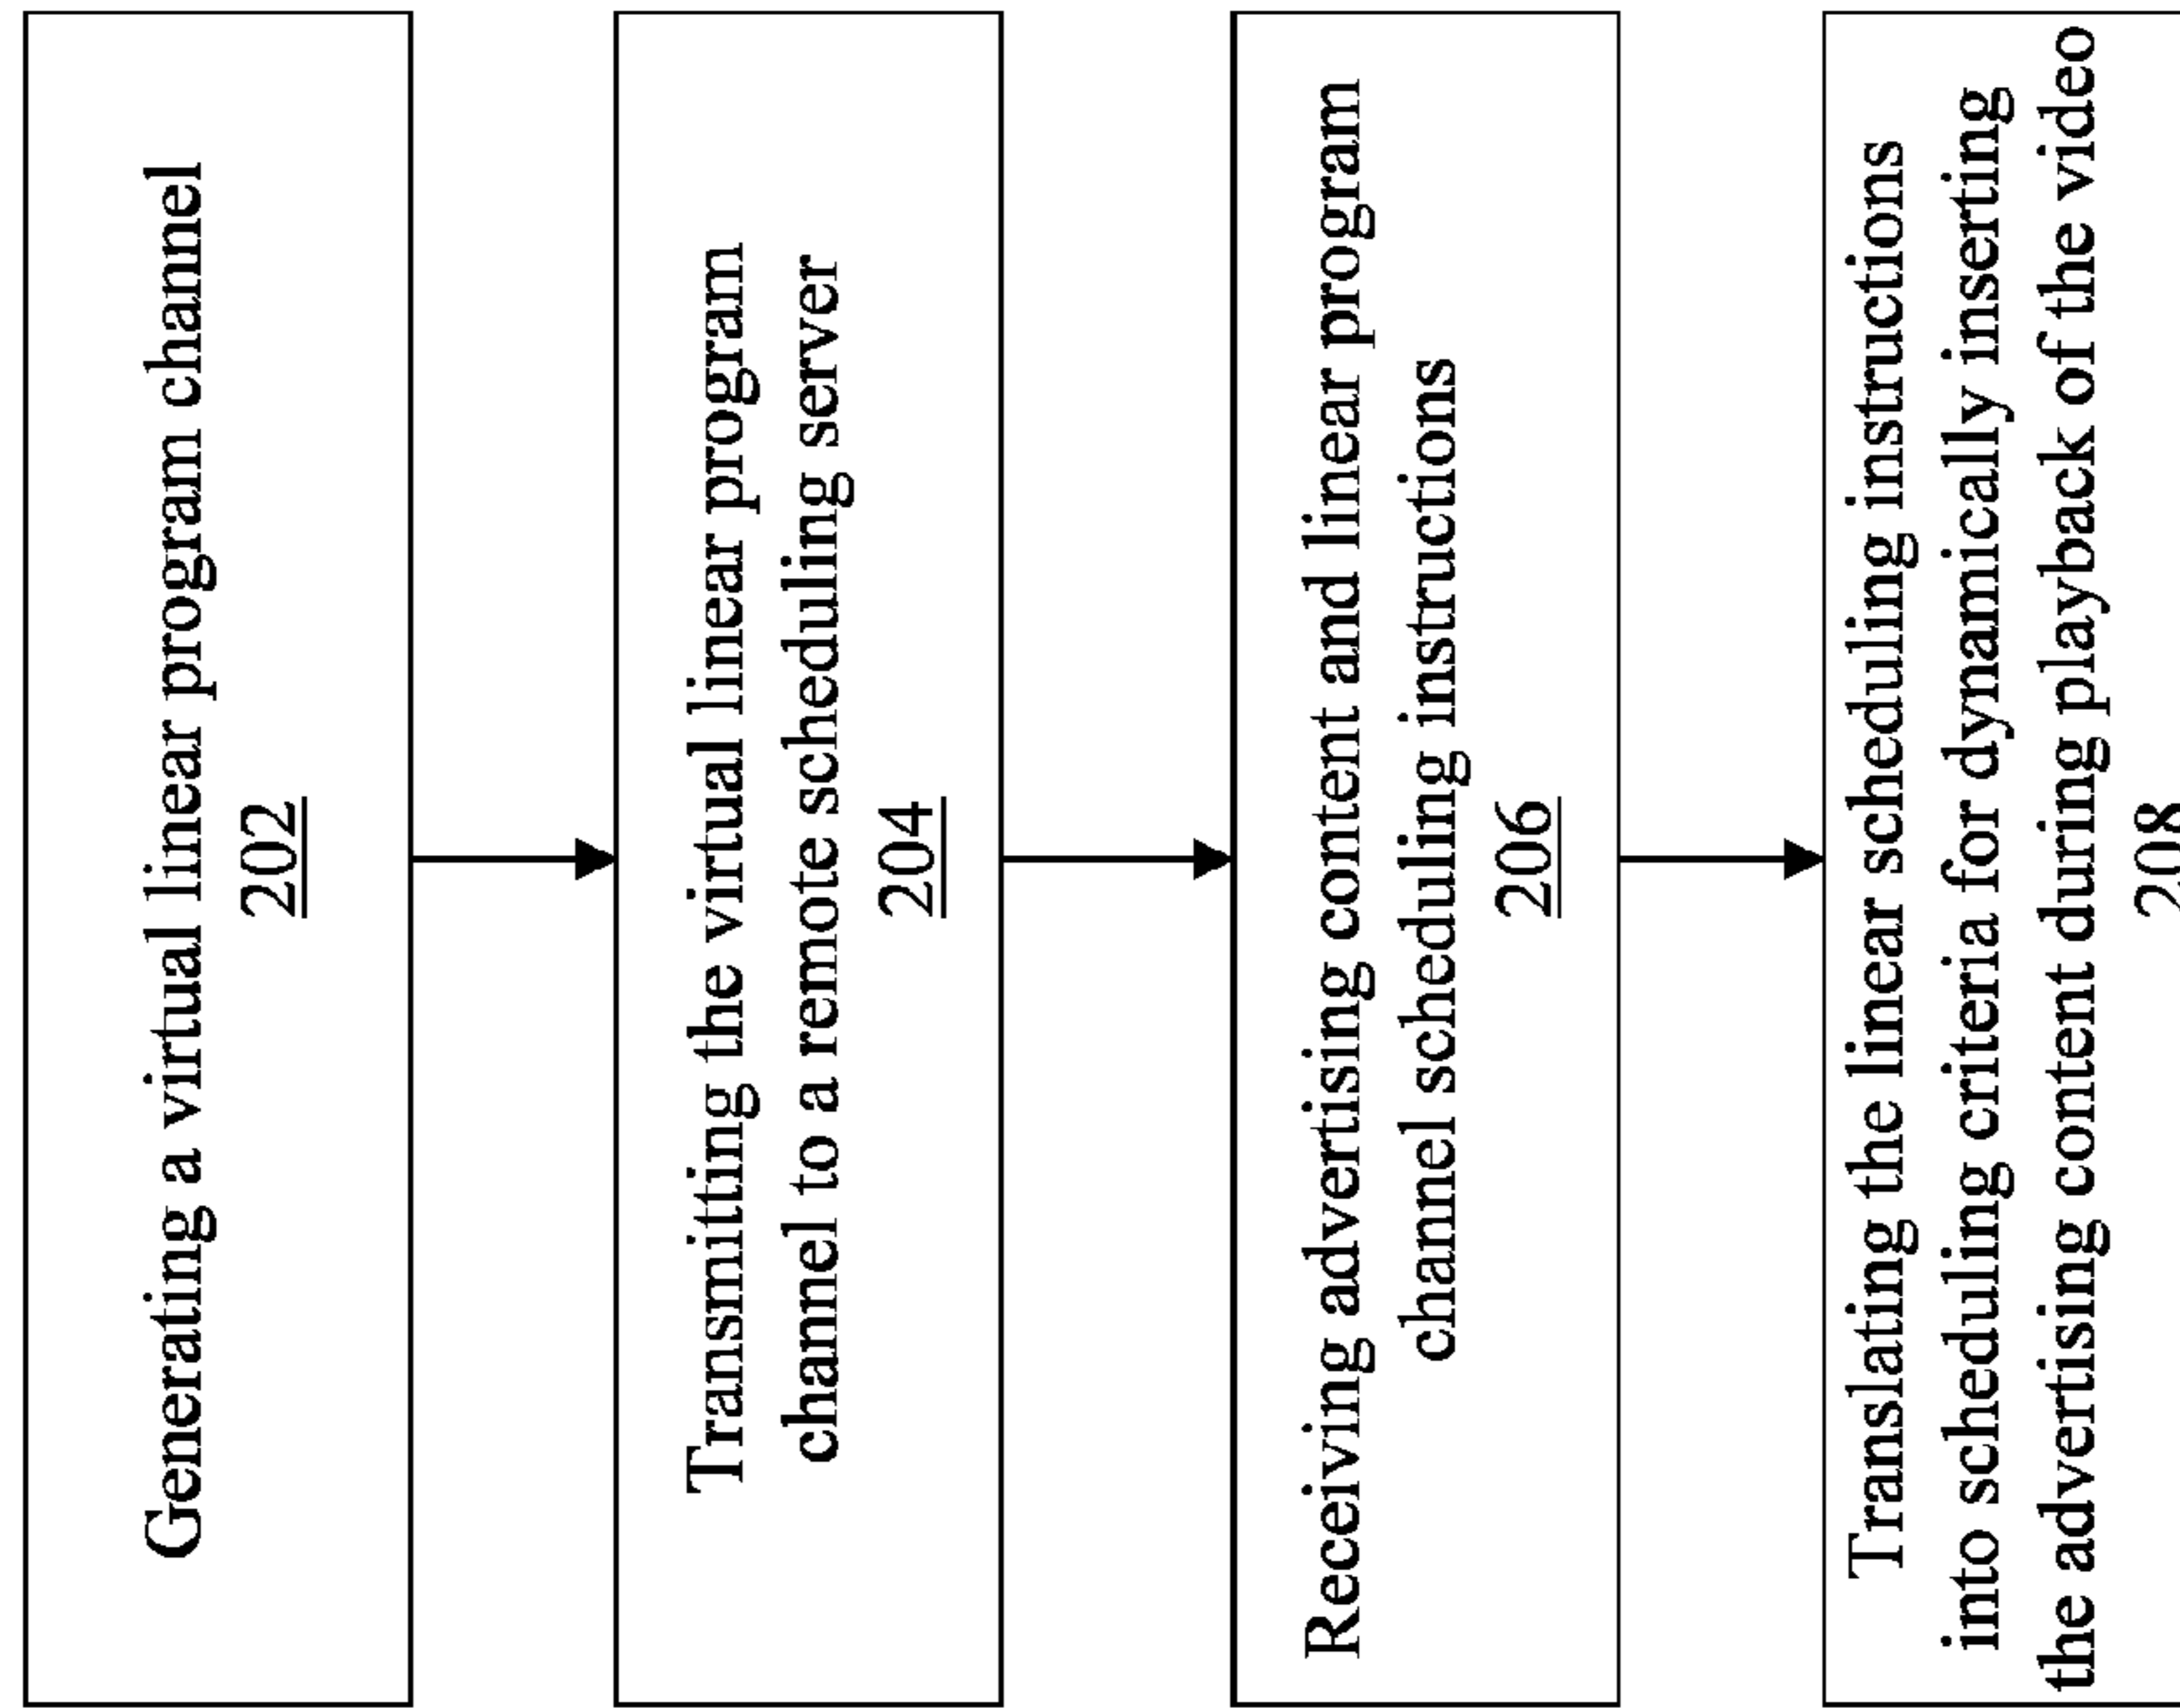 Generating a virtual linear program channel
202
Transmitting the virtual linear program
channel to a remote scheduling server
204
Receiving advertising content and linear program
channel scheduling instructions
206
Translating the linear scheduling instructions
into scheduling criteria for dynamically inserting
the advertising content during playback of the video
208